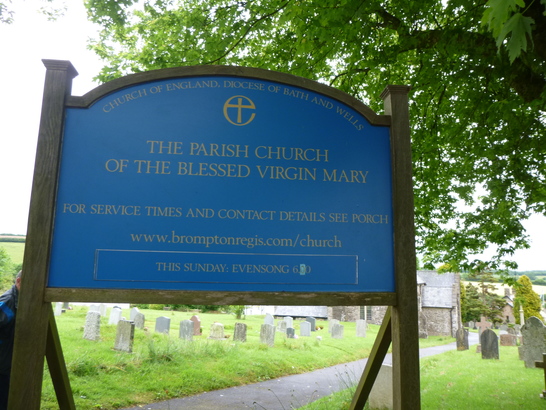 CHURCH OF ENGLAND, DIOCESE OF BATH AND WELLS
THE PARISH CHURCH
OF THE BLESSED VIRGIN MARY
FOR SERVICE TIMES AND CONTACT DETAILS SEE PORCH
www.bromptonregis.com/church
THIS SUNDAY: EVENSONG